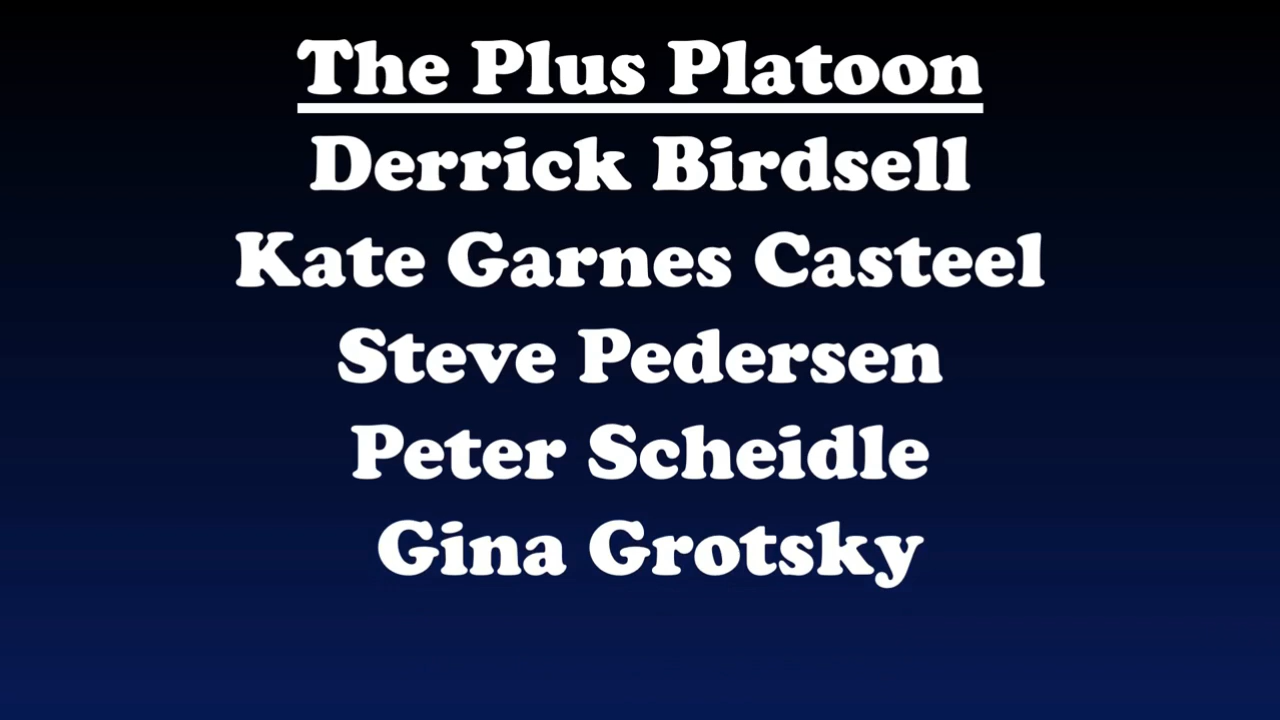 The Plus Platoon
Derrick Birdsell
Kate Garnes Casteel
Steve Pedersen
Peter Scheidle
Gina Grotsky